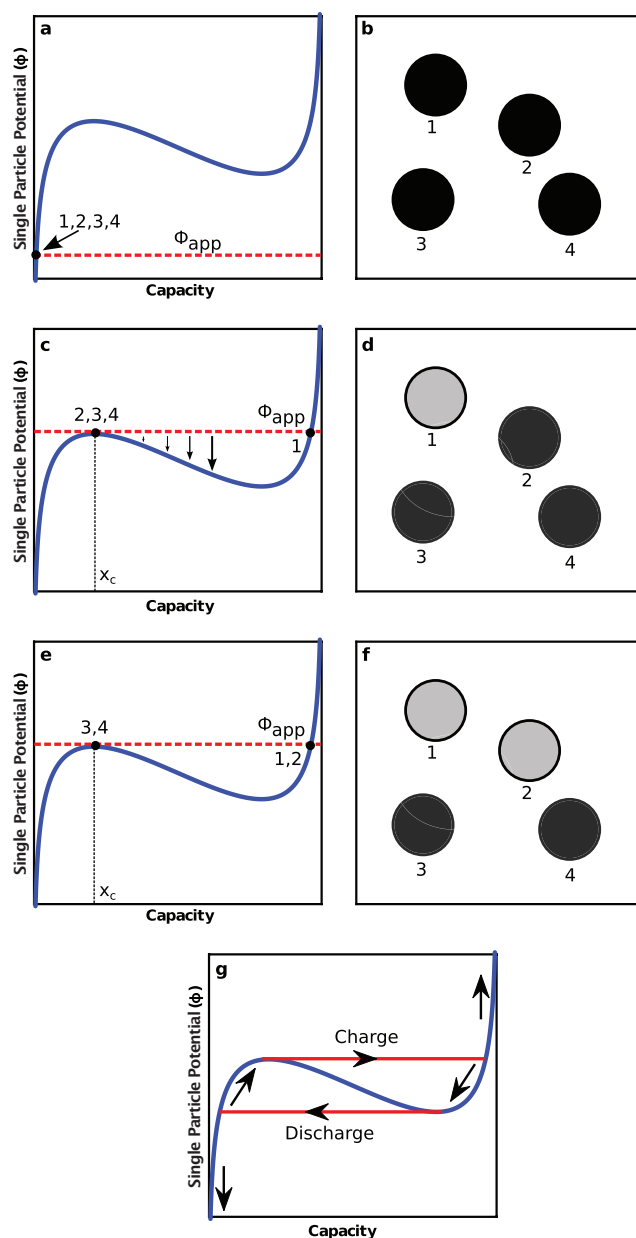 a
Single Particle Potential (ϕ)
1,2,3,4
Φapp
Capacity
b
1
2
3
4
c
Single Particle Potential (ϕ)
2,3,4
Φapp
1
xc
Capacity
d
1
2
3
4
e
Single Particle Potential (ϕ)
3,4
Φapp
1,2
xc
Capacity
f
1
2
3
4
g
Single Particle Potential (ϕ)
Charge
Discharge
Capacity